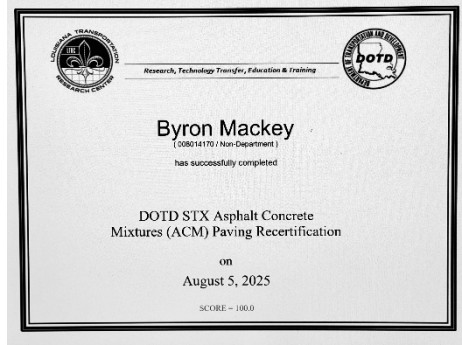 LOUISIANA TRANSPORTATION
LTRC
RESEARCH CENTER
Research, Technology Transfer, Education & Training
DEPARTMENT OF TRANSPORTATION AND DEVELOPMENT
DOTD
Byron Mackey
( 008014170 / Non-Department )
has successfully completed
DOTD STX Asphalt Concrete
Mixtures (ACM) Paving Recertification
on
August 5, 2025
SCORE = 100.0